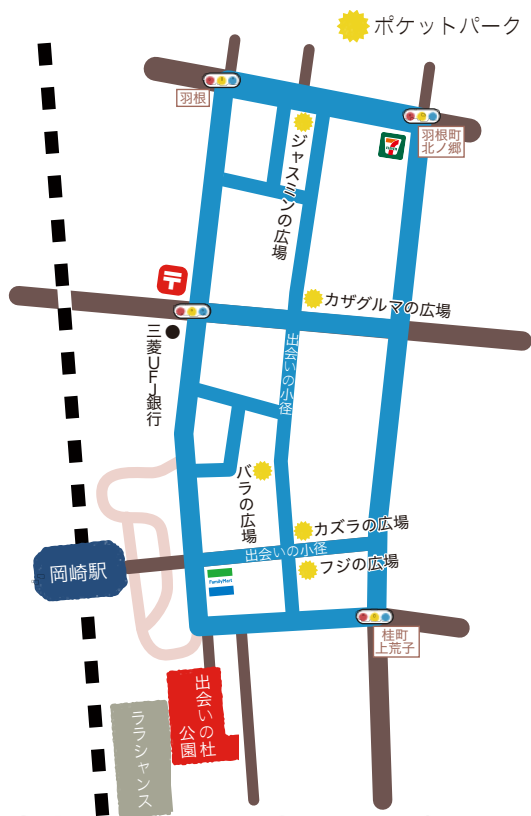 ポケットパーク
羽根
羽根町
北ノ郷
7
ジャスミンの広場
カザグルマの広場
三菱UFJ銀行
出会いの小径
バラの広場
カズラの広場
出会いの小径
フジの広場
FamilyMart
岡崎駅
桂町
上荒子
出会いの杜
公園
ララシャンス